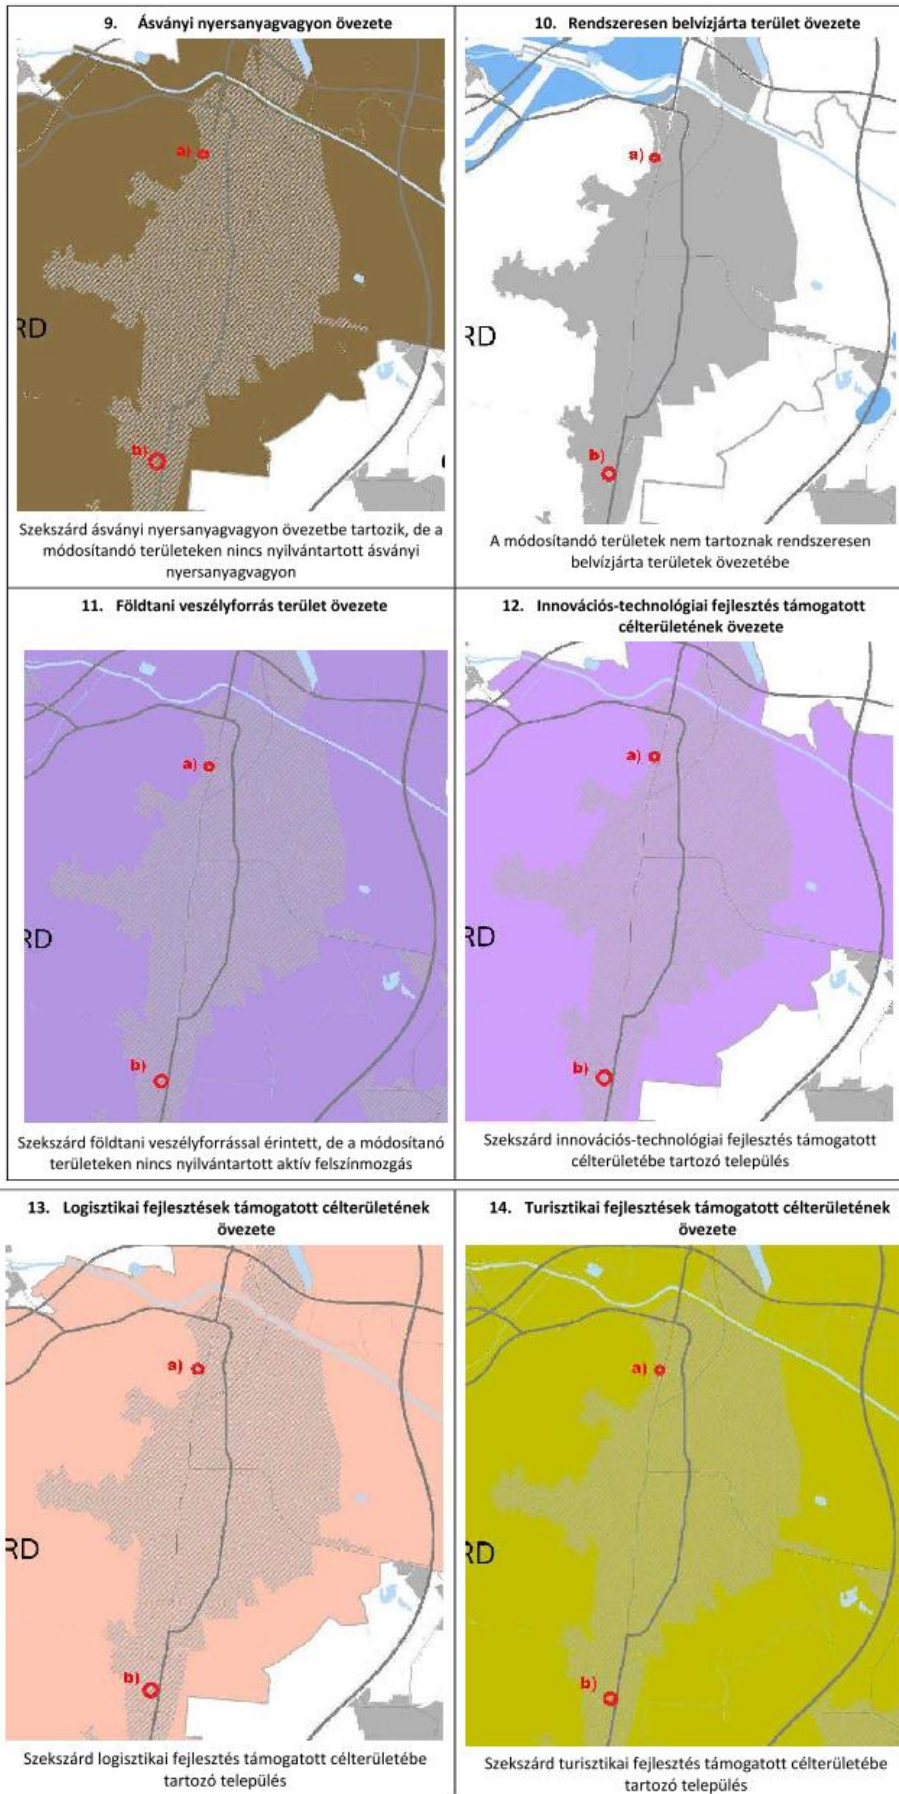 9. Ásványi nyersanyagvagyon övezete
a)
RD
b)
Szekszárd ásványi nyersanyagvagyon övezetbe tartozik, de a
módosítandó területeken nincs nyilvántartott ásványi
nyersanyagvagyon
10. Rendszeresen belvízjárta terület övezete
a)
RD
b)
A módosítandó területek nem tartoznak rendszeresen
belvízjárta területek övezetébe
11. Földtani veszélyforrás terület övezete
a)
RD
b)
Szekszárd földtani veszélyforrással érintett, de a módosítanó
területeken nincs nyilvántartott aktív felszínmozgás
12. Innovációs-technológiai fejlesztés támogatott
célterületének övezete
a)
RD
b)
Szekszárd innovációs-technológiai fejlesztés támogatott
célterületébe tartozó település
13. Logisztikai fejlesztések támogatott célterületének
övezete
a)
RD
b)
Szekszárd logisztikai fejlesztés támogatott célterületébe
tartozó település
14. Turisztikai fejlesztések támogatott célterületének
övezete
a)
RD
b)
Szekszárd turisztikai fejlesztés támogatott célterületébe
tartozó település